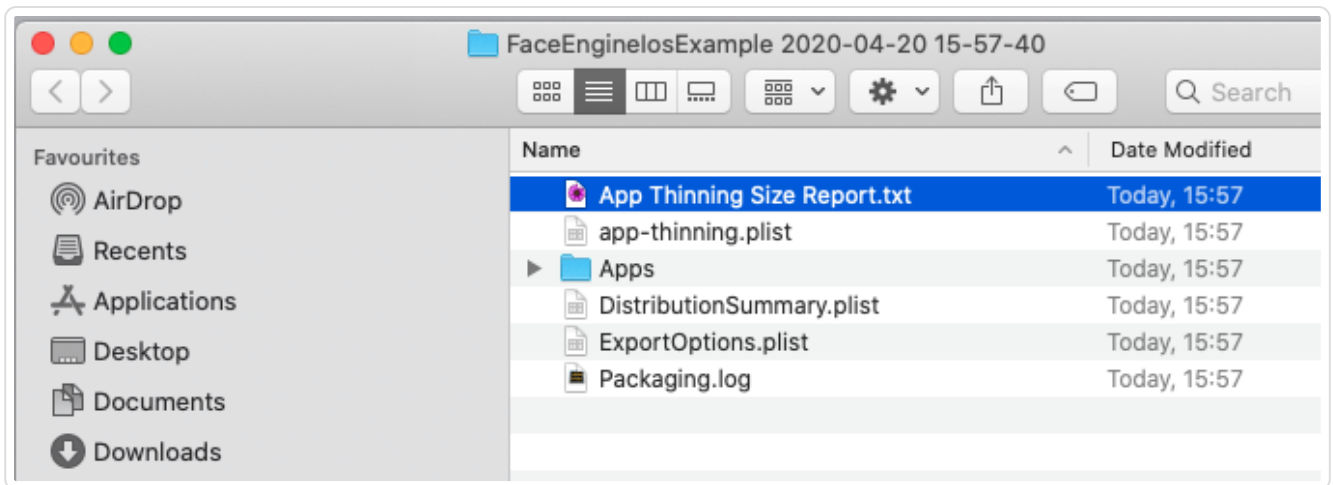 FaceEngineIosExample 2020-04-20 15-57-40
Search
Favourites
AirDrop
Recents
Applications
Desktop
Documents
Downloads
Name Date Modified
App Thinning Size Report.txt Today, 15:57
app-thinning.plist Today, 15:57
Apps Today, 15:57
DistributionSummary.plist Today, 15:57
ExportOptions.plist Today, 15:57
Packaging.log Today, 15:57